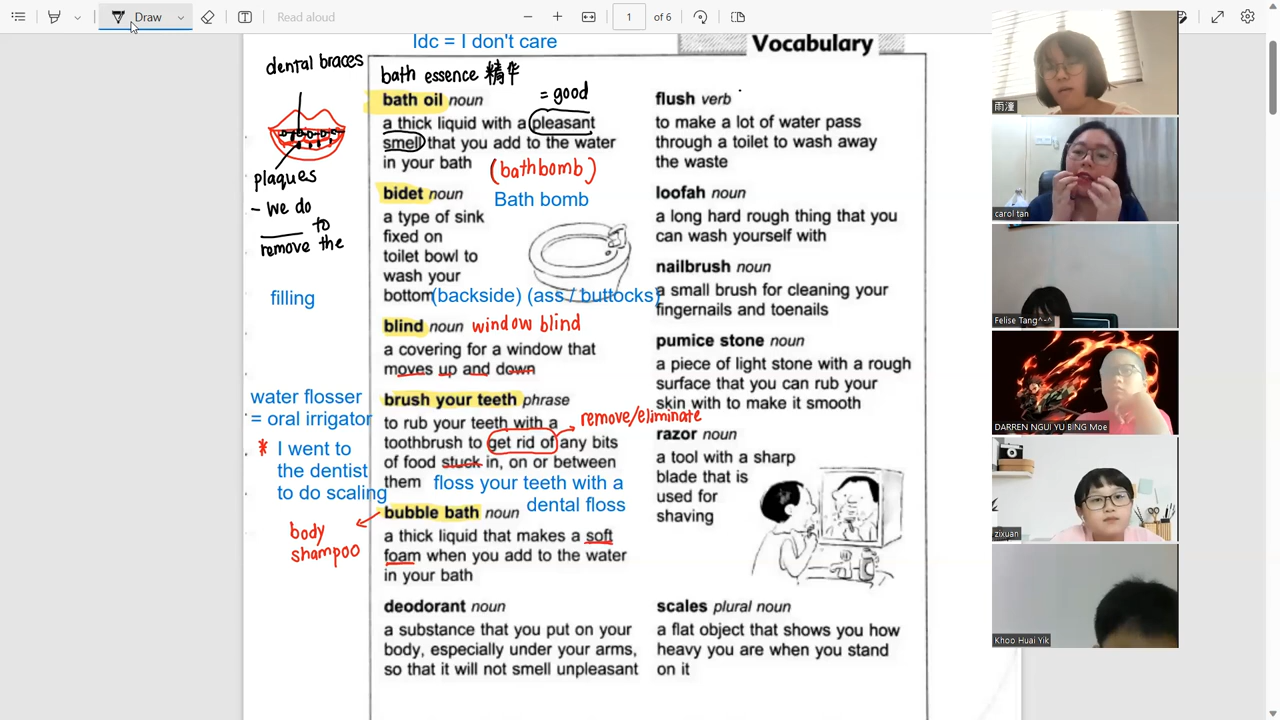 Draw
Read aloud
1 of 6
Idc = I don't care
Vocabulary
dental braces
plaques
- we do
____ to
remove the
filling
water flosser
= oral irrigator
* I went to
the dentist
to do scaling
body
shampoo
bath essence 精华
bath oil noun
= good
a thick liquid with a pleasant
smell that you add to the water
in your bath
(bathbomb)
Bath bomb
bidet noun
a type of sink
fixed on
toilet bowl to
wash your
bottom (backside) (ass / buttocks)
blind noun window blind
a covering for a window that
moves up and down
brush your teeth phrase
to rub your teeth with a
remove/eliminate
toothbrush to get rid of any bits
of food stuck in, on or between
them floss your teeth with a
dental floss
bubble bath noun
a thick liquid that makes a soft
foam when you add to the water
in your bath
deodorant noun
a substance that you put on your
body, especially under your arms,
so that it will not smell unpleasant
flush verb
to make a lot of water pass
through a toilet to wash away
the waste
loofah noun
a long hard rough thing that you
can wash yourself with
nailbrush noun
a small brush for cleaning your
fingernails and toenails
pumice stone noun
a piece of light stone with a rough
surface that you can rub your
skin with to make it smooth
razor noun
a tool with a sharp
blade that is
used for
shaving
scales plural noun
a flat object that shows you how
heavy you are when you stand
on it
雨潼
carol tan
Felise Tang^-^
DARREN NGUI YU BING Moe
zixuan
Khoo Huai Yik